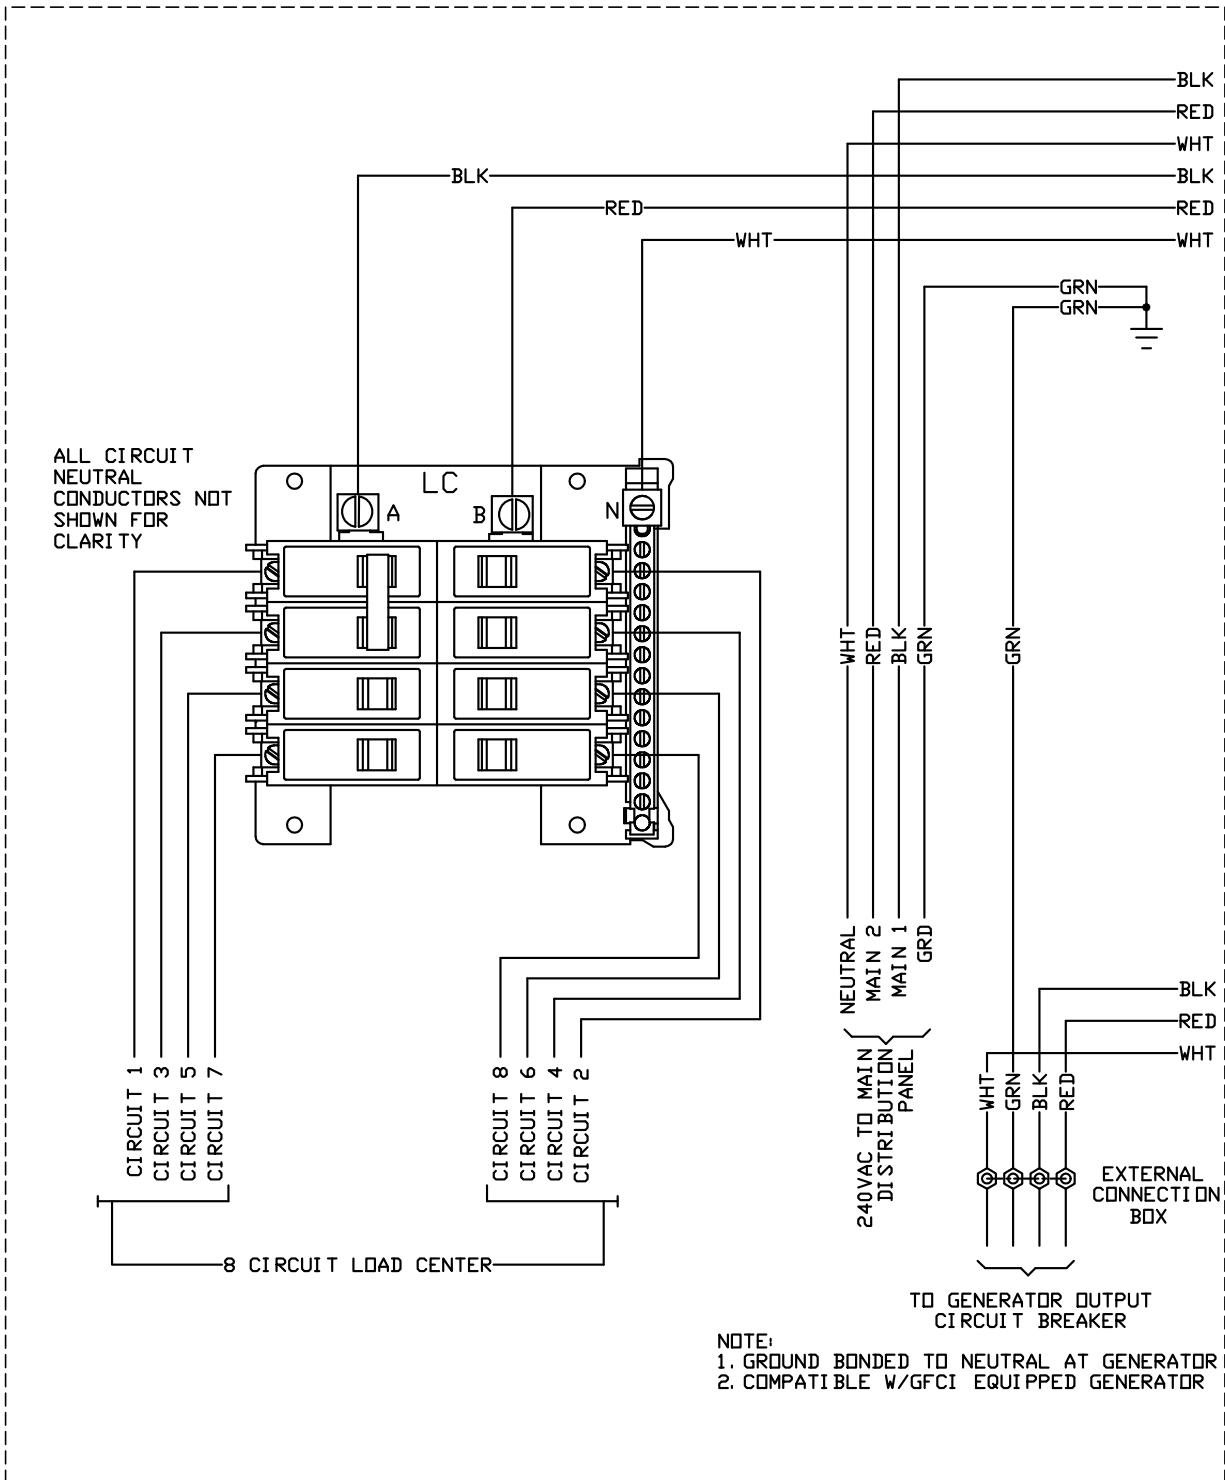 BLK
RED
WHT
BLK BLK
RED RED
WHT WHT
GRN
GRN
ALL CIRCUIT
NEUTRAL
CONDUCTORS NOT
SHOWN FOR
CLARITY
LC
A
B
N
WHT
RED
BLK
GRN
GRN
NEUTRAL
MAIN 2
MAIN 1
GRD
240VAC TO MAIN
DISTRIBUTION
PANEL
BLK
RED
WHT
WHT
GRN
BLK
RED
EXTERNAL
CONNECTION
BOX
CIRCUIT 1
CIRCUIT 3
CIRCUIT 5
CIRCUIT 7
CIRCUIT 8
CIRCUIT 6
CIRCUIT 4
CIRCUIT 2
8 CIRCUIT LOAD CENTER
TO GENERATOR OUTPUT
CIRCUIT BREAKER
NOTE:
1. GROUND BONDED TO NEUTRAL AT GENERATOR
2. COMPATIBLE W/GFCI EQUIPPED GENERATOR